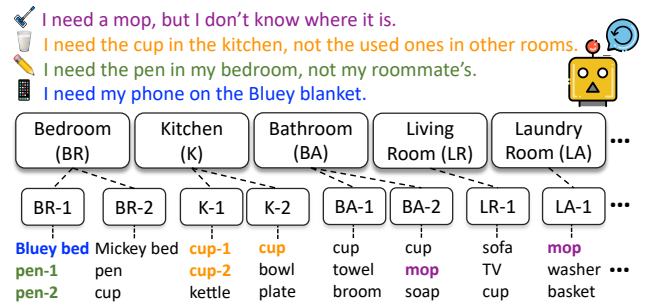 I need a mop, but I don't know where it is.
I need the cup in the kitchen, not the used ones in other rooms.
I need the pen in my bedroom, not my roommate's.
I need my phone on the Bluey blanket.
Bedroom (BR) Kitchen (K) Bathroom (BA) Living Room (LR) Laundry Room (LA) •••
BR-1 BR-2 K-1 K-2 BA-1 BA-2 LR-1 LA-1 •••
Bluey bed Mickey bed cup-1 cup cup cup sofa mop
pen-1 pen cup-2 bowl towel mop TV washer •••
pen-2 cup kettle plate broom soap cup basket